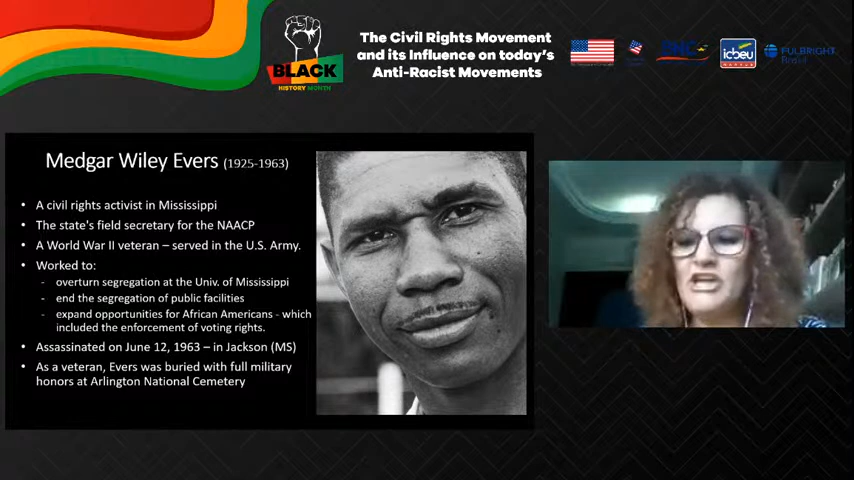 The Civil Rights Movement
and its Influence on today's
Anti-Racist Movements
BLACK
HISTORY MONTH
icbeu
FULBRIGHT
Brasil
Medgar Wiley Evers (1925-1963)
• A civil rights activist in Mississippi
• The state's field secretary for the NAACP
• A World War II veteran – served in the U.S. Army.
• Worked to:
- overturn segregation at the Univ. of Mississippi
- end the segregation of public facilities
- expand opportunities for African Americans - which
included the enforcement of voting rights.
• Assassinated on June 12, 1963 – in Jackson (MS)
• As a veteran, Evers was buried with full military
honors at Arlington National Cemetery